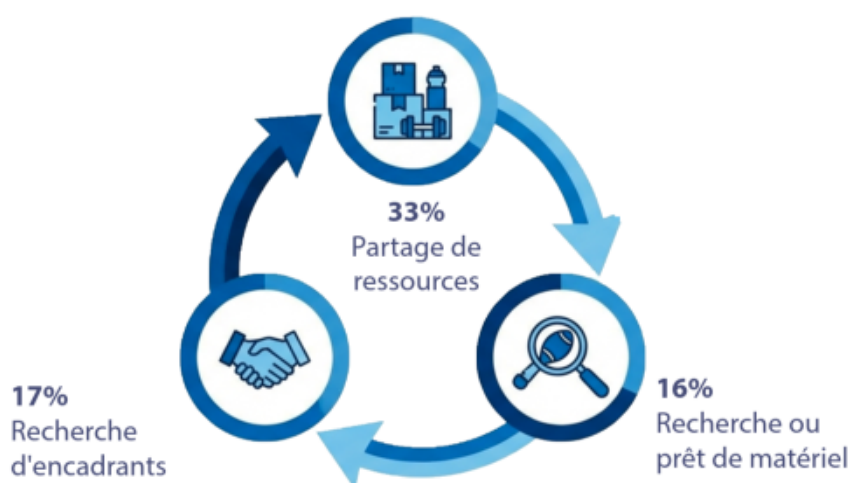 33%
Partage de
ressources
17%
Recherche
d'encadrants
16%
Recherche ou
prêt de matériel